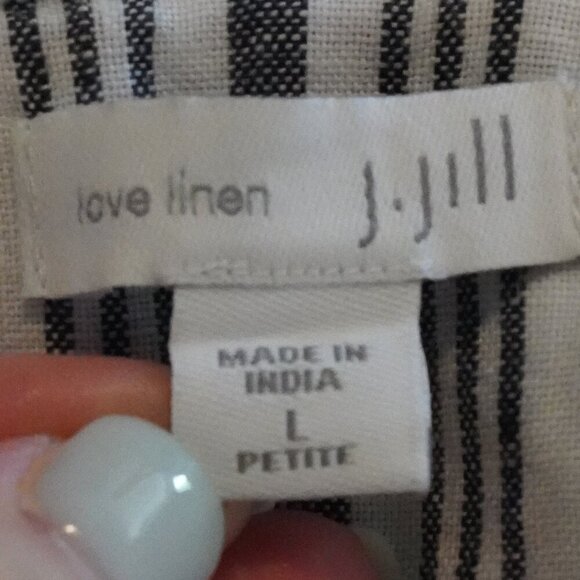 love linen j.jill
MADE IN
INDIA
L
PETITE